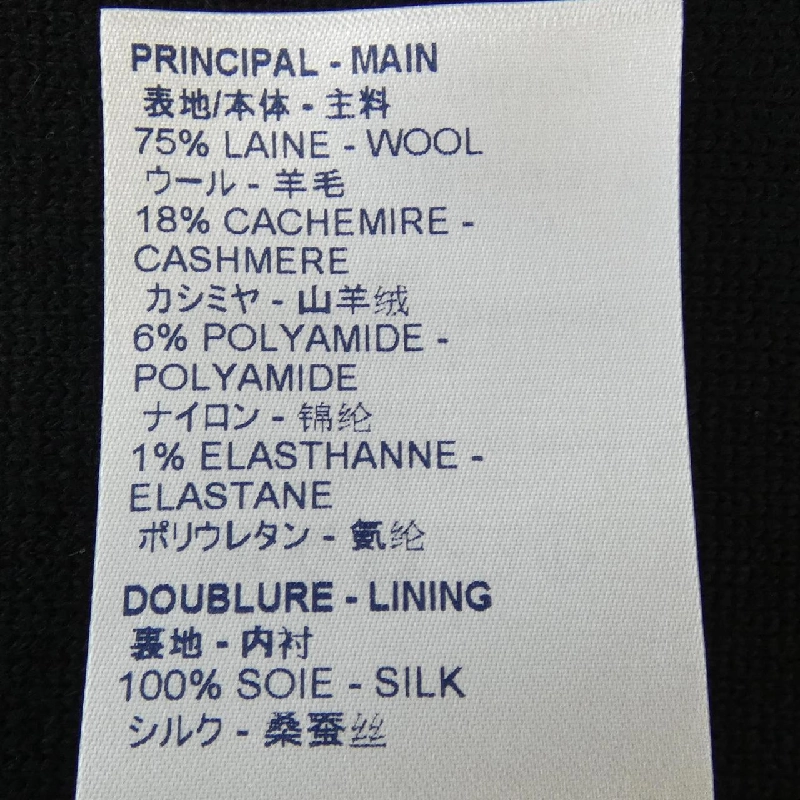 PRINCIPAL - MAIN
表地/本体 - 主料
75% LAINE - WOOL
ウール - 羊毛
18% CACHEMIRE -
CASHMERE
カシミヤ - 山羊绒
6% POLYAMIDE -
POLYAMIDE
ナイロン - 锦纶
1% ELASTHANNE -
ELASTANE
ポリウレタン - 氨纶
DOUBLURE - LINING
裏地 - 内衬
100% SOIE - SILK
シルク - 桑蚕丝